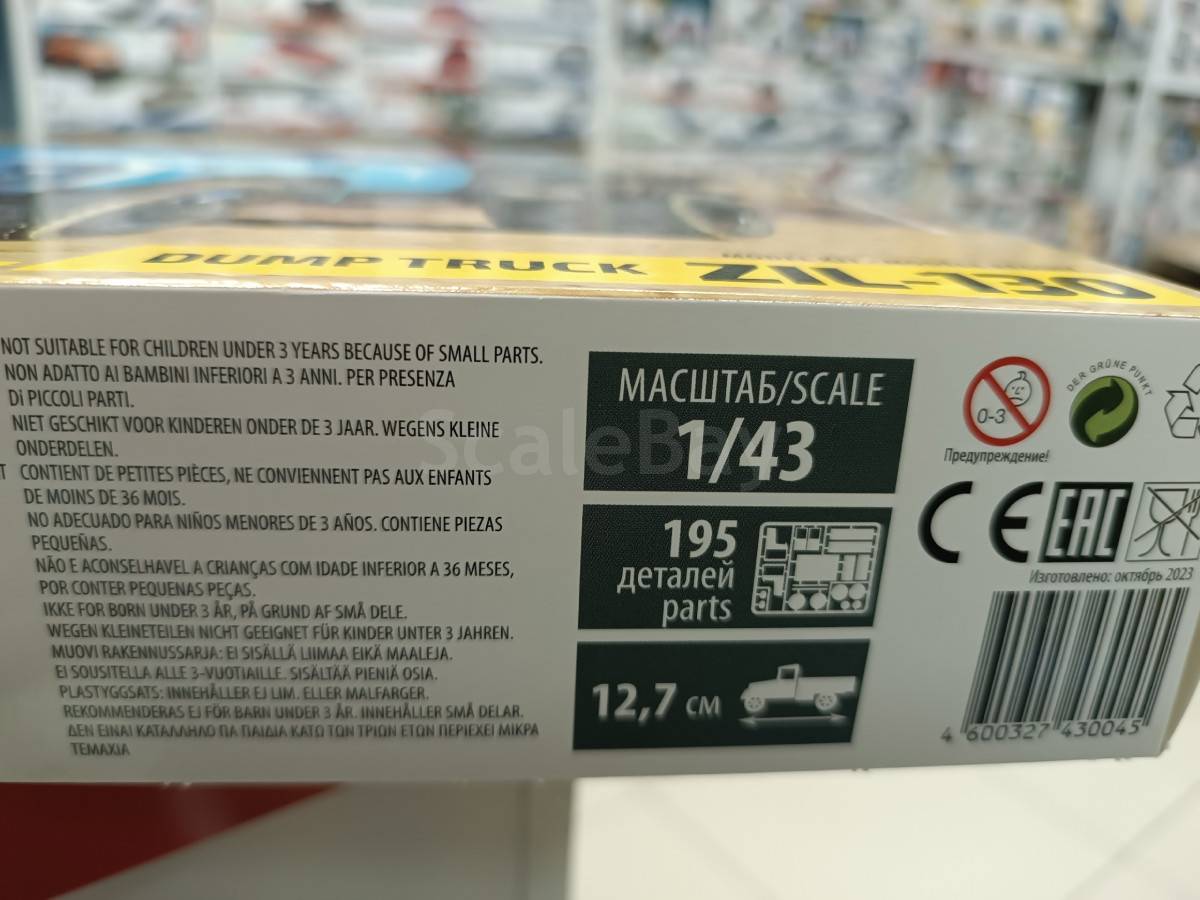 DUMP TRUCK ZIL-130
NOT SUITABLE FOR CHILDREN UNDER 3 YEARS BECAUSE OF SMALL PARTS.
NON ADATTO AI BAMBINI INFERIORI A 3 ANNI. PER PRESENZA
Di PICCOLI PARTI.
NIET GESCHIKT VOOR KINDEREN ONDER DE 3 JAAR. WEGENS KLEINE
ONDERDELEN.
CONTIENT DE PETITES PIÈCES, NE CONVIENNENT PAS AUX ENFANTS
DE MOINS DE 36 MOIS.
NO ADECUADO PARA NIÑOS MENORES DE 3 AÑOS. CONTIENE PIEZAS
PEQUEÑAS.
NÃO E ACONSELHAVEL A CRIANÇAS COM IDADE INFERIOR A 36 MESES,
POR CONTER PEQUENAS PEÇAS.
IKKE FOR BORN UNDER 3 ÅR, PÅ GRUND AF SMÅ DELE.
WEGEN KLEINETEILEN NICHT GEEIGNET FÜR KINDER UNTER 3 JAHREN.
MUOVI RAKENNUSSARJA: EI SISÄLLÄ LIIMAA EIKÄ MAALEJA.
EI SOUSITELLA ALLE 3-VUOTIAILLE. SISÄLTÄÄ PIENIÄ OSIA.
PLASTYGGSATS: INNEHÅLLER EJ LIM. ELLER MALFARGER.
REKOMMENDERAS EJ FÖR BARN UNDER 3 ÅR. INNEHÅLLER SMÅ DELAR.
ΔΕΝ ΕΙΝΑΙ ΚΑΤΑΛΛΗΛΟ ΓΙΑ ΠΑΙΔΙΑ ΚΑΤΩ ΤΩΝ ΤΡΙΩΝ ΕΤΩΝ ΠΕΡΙΕΧΕΙ ΜΙΚΡΑ
ΤΕΜΑΧΙΑ
МАСШТАБ/SCALE
1/43
195
деталей
parts
12,7 см
0-3
Предупреждение!
DER GRÜNE PUNKT
CE EAC
Изготовлено: октябрь 2023
4 600327 430045
ScaleBay